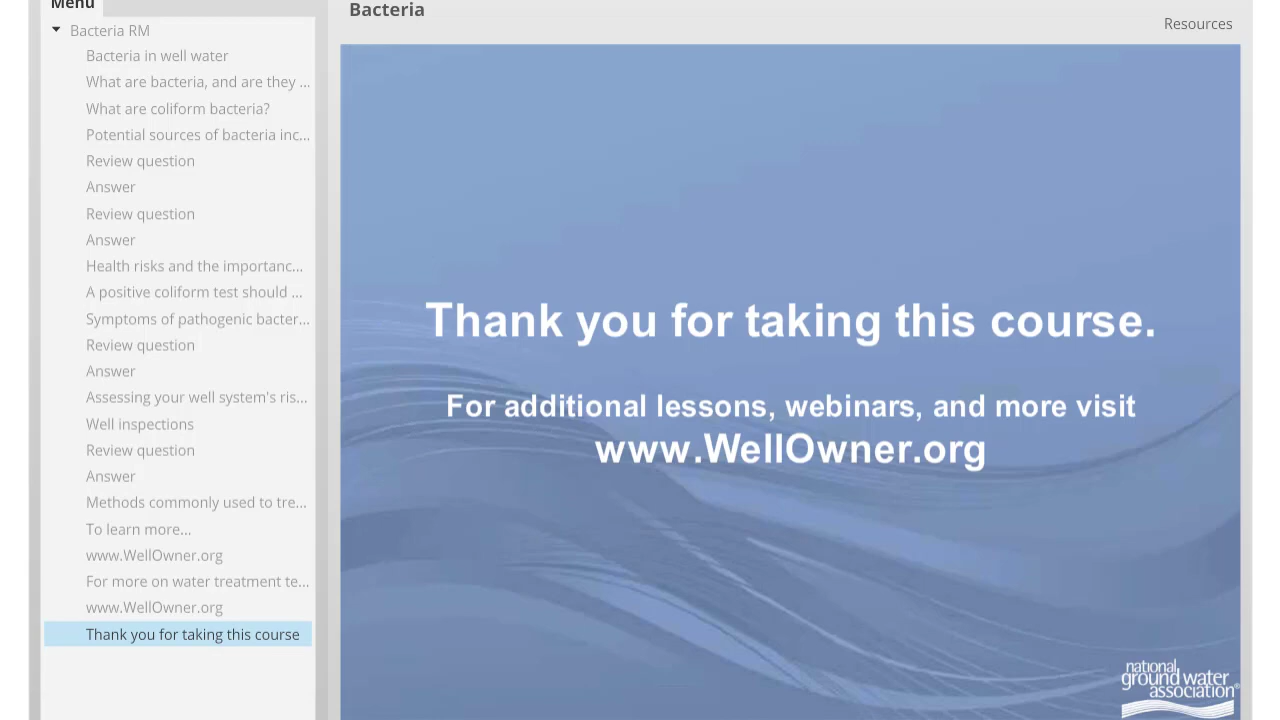 Menu
Bacteria
Resources
Bacteria RM
Bacteria in well water
What are bacteria, and are they ...
What are coliform bacteria?
Potential sources of bacteria inc...
Review question
Answer
Review question
Answer
Health risks and the importanc...
A positive coliform test should ...
Symptoms of pathogenic bacter...
Review question
Answer
Assessing your well system's ris...
Well inspections
Review question
Answer
Methods commonly used to tre...
To learn more...
www.WellOwner.org
For more on water treatment te...
www.WellOwner.org
Thank you for taking this course
Thank you for taking this course.
For additional lessons, webinars, and more visit
www.WellOwner.org
national
ground water
association®